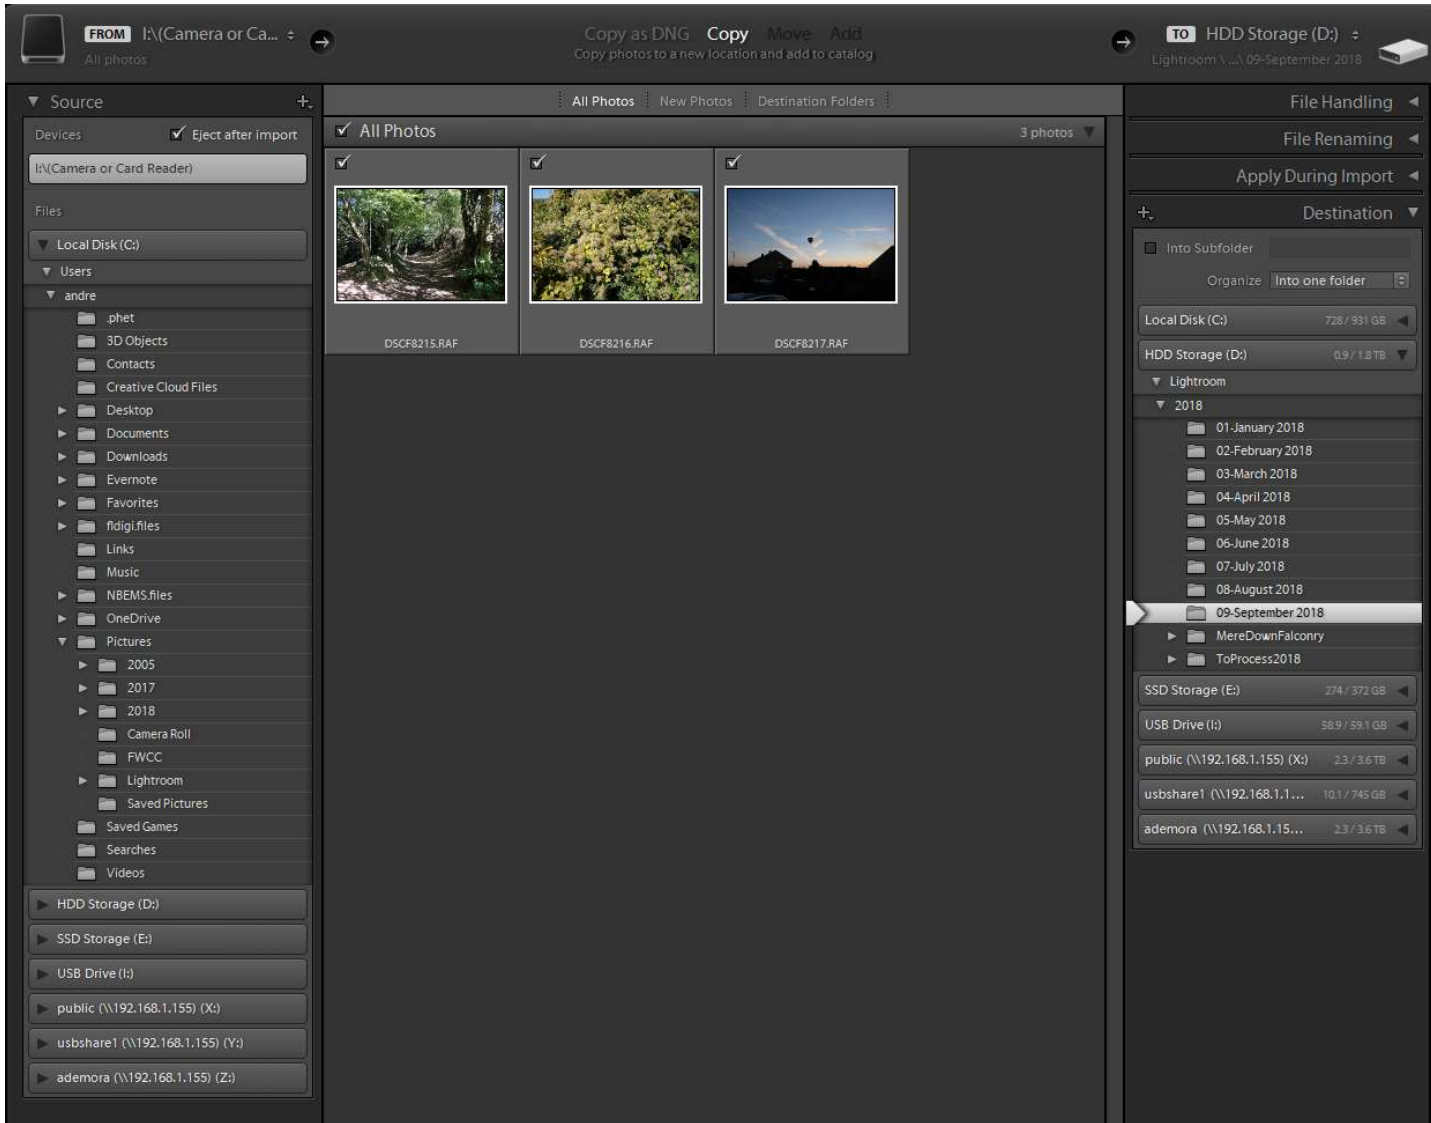 FROM I:\(Camera or Ca...
All photos
Copy as DNG Copy Move Add
Copy photos to a new location and add to catalog
TO HDD Storage (D:)
Lightroom \ ...\ 09-September 2018
Source
Devices Eject after import
I:\(Camera or Card Reader)
Files
Local Disk (C:)
Users
andre
.phet
3D Objects
Contacts
Creative Cloud Files
Desktop
Documents
Downloads
Evernote
Favorites
fldigi.files
Links
Music
NBEMS.files
OneDrive
Pictures
2005
2017
2018
Camera Roll
FWCC
Lightroom
Saved Pictures
Saved Games
Searches
Videos
HDD Storage (D:)
SSD Storage (E:)
USB Drive (I:)
public (\\192.168.1.155) (X:)
usbshare1 (\\192.168.1.155) (Y:)
ademora (\\192.168.1.155) (Z:)
All Photos New Photos Destination Folders
All Photos 3 photos
DSCF8215.RAF DSCF8216.RAF DSCF8217.RAF
File Handling
File Renaming
Apply During Import
Destination
Into Subfolder
Organize Into one folder
Local Disk (C:) 728 / 931 GB
HDD Storage (D:) 0.9 / 1.8 TB
Lightroom
2018
01-January 2018
02-February 2018
03-March 2018
04-April 2018
05-May 2018
06-June 2018
07-July 2018
08-August 2018
09-September 2018
MereDownFalconry
ToProcess2018
SSD Storage (E:) 274 / 372 GB
USB Drive (I:) 58.9 / 59.1 GB
public (\\192.168.1.155) (X:) 2.3 / 3.6 TB
usbshare1 (\\192.168.1.1... 10.1 / 745 GB
ademora (\\192.168.1.15... 2.3 / 3.6 TB